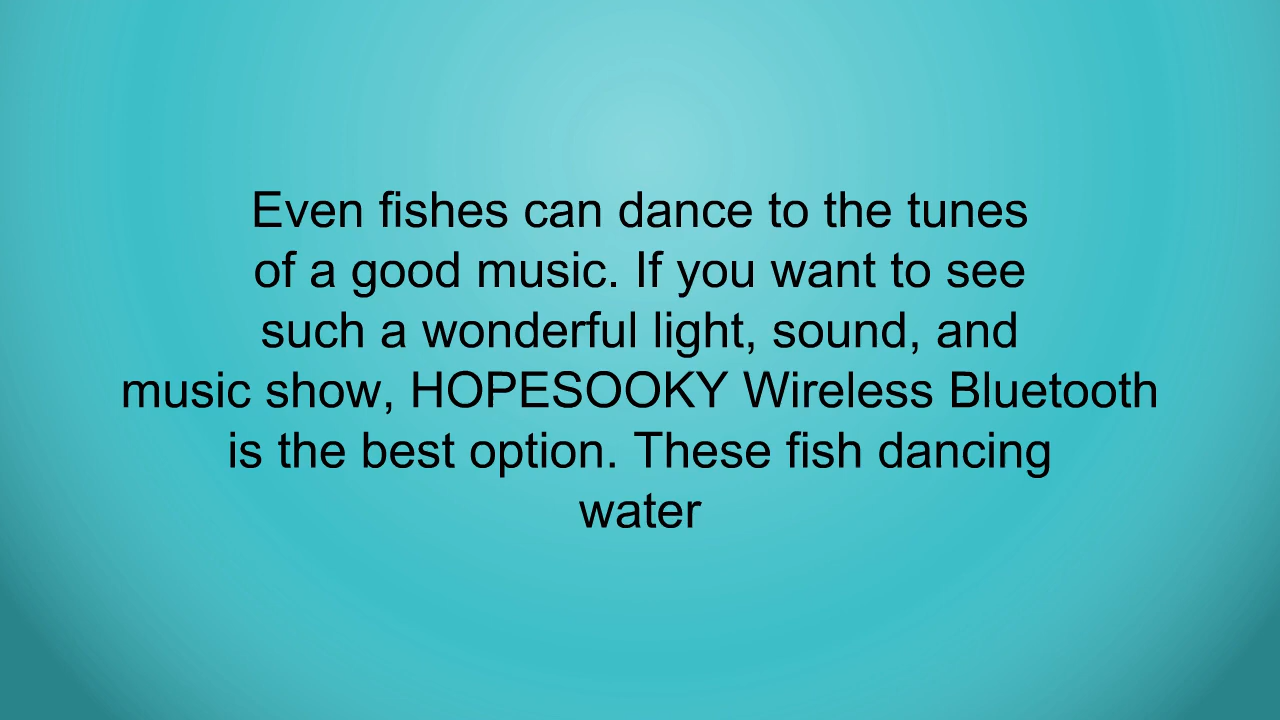 Even fishes can dance to the tunes
of a good music. If you want to see
such a wonderful light, sound, and
music show, HOPESOOKY Wireless Bluetooth
is the best option. These fish dancing
water